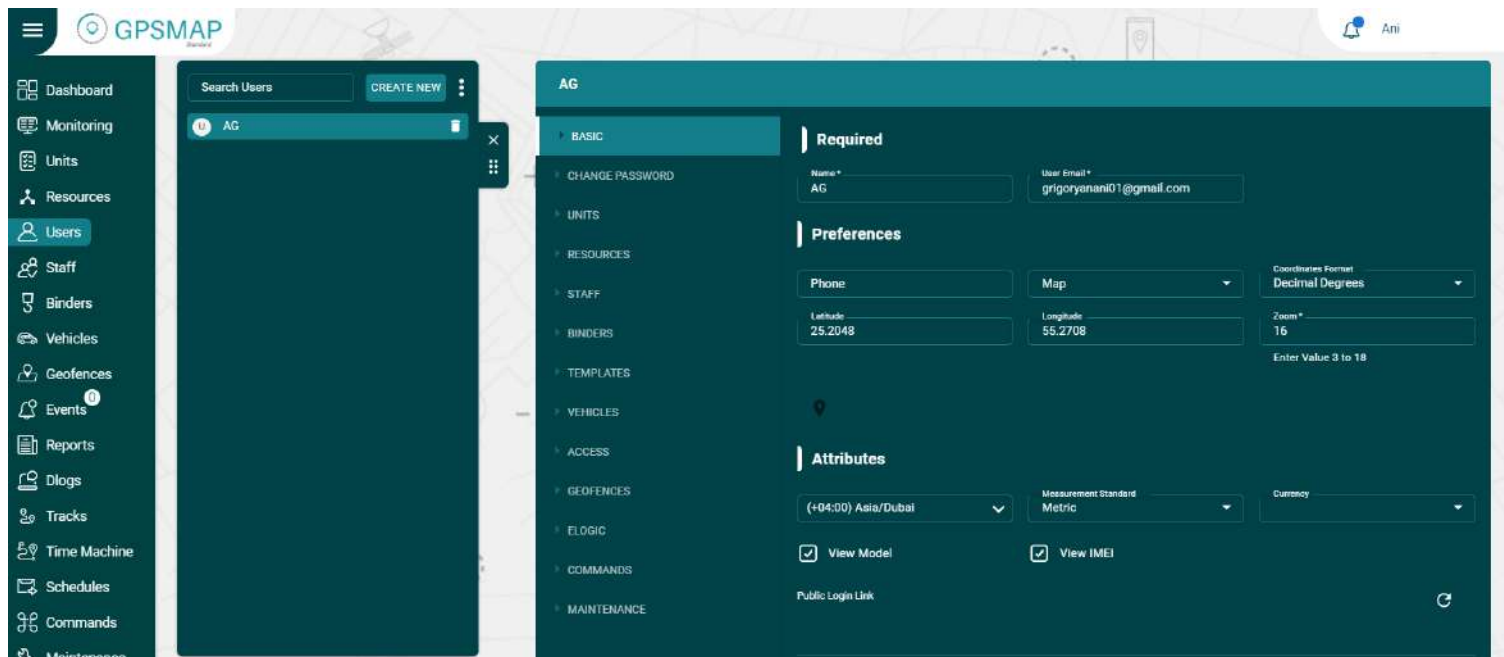 GPSMAP
Standard
Ani
Dashboard
Monitoring
Units
Resources
Users
Staff
Binders
Vehicles
Geofences
Events
0
Reports
Dlogs
Tracks
Time Machine
Schedules
Commands
Maintenance
Search Users
CREATE NEW
U
AG
AG
BASIC
CHANGE PASSWORD
UNITS
RESOURCES
STAFF
BINDERS
TEMPLATES
VEHICLES
ACCESS
GEOFENCES
ELOGIC
COMMANDS
MAINTENANCE
Required
Name *
AG
User Email *
grigoryanani01@gmail.com
Preferences
Phone
Map
Coordinates Format
Decimal Degrees
Latitude
25.2048
Longitude
55.2708
Zoom *
16
Enter Value 3 to 18
Attributes
(+04:00) Asia/Dubai
Measurement Standard
Metric
Currency
View Model
View IMEI
Public Login Link